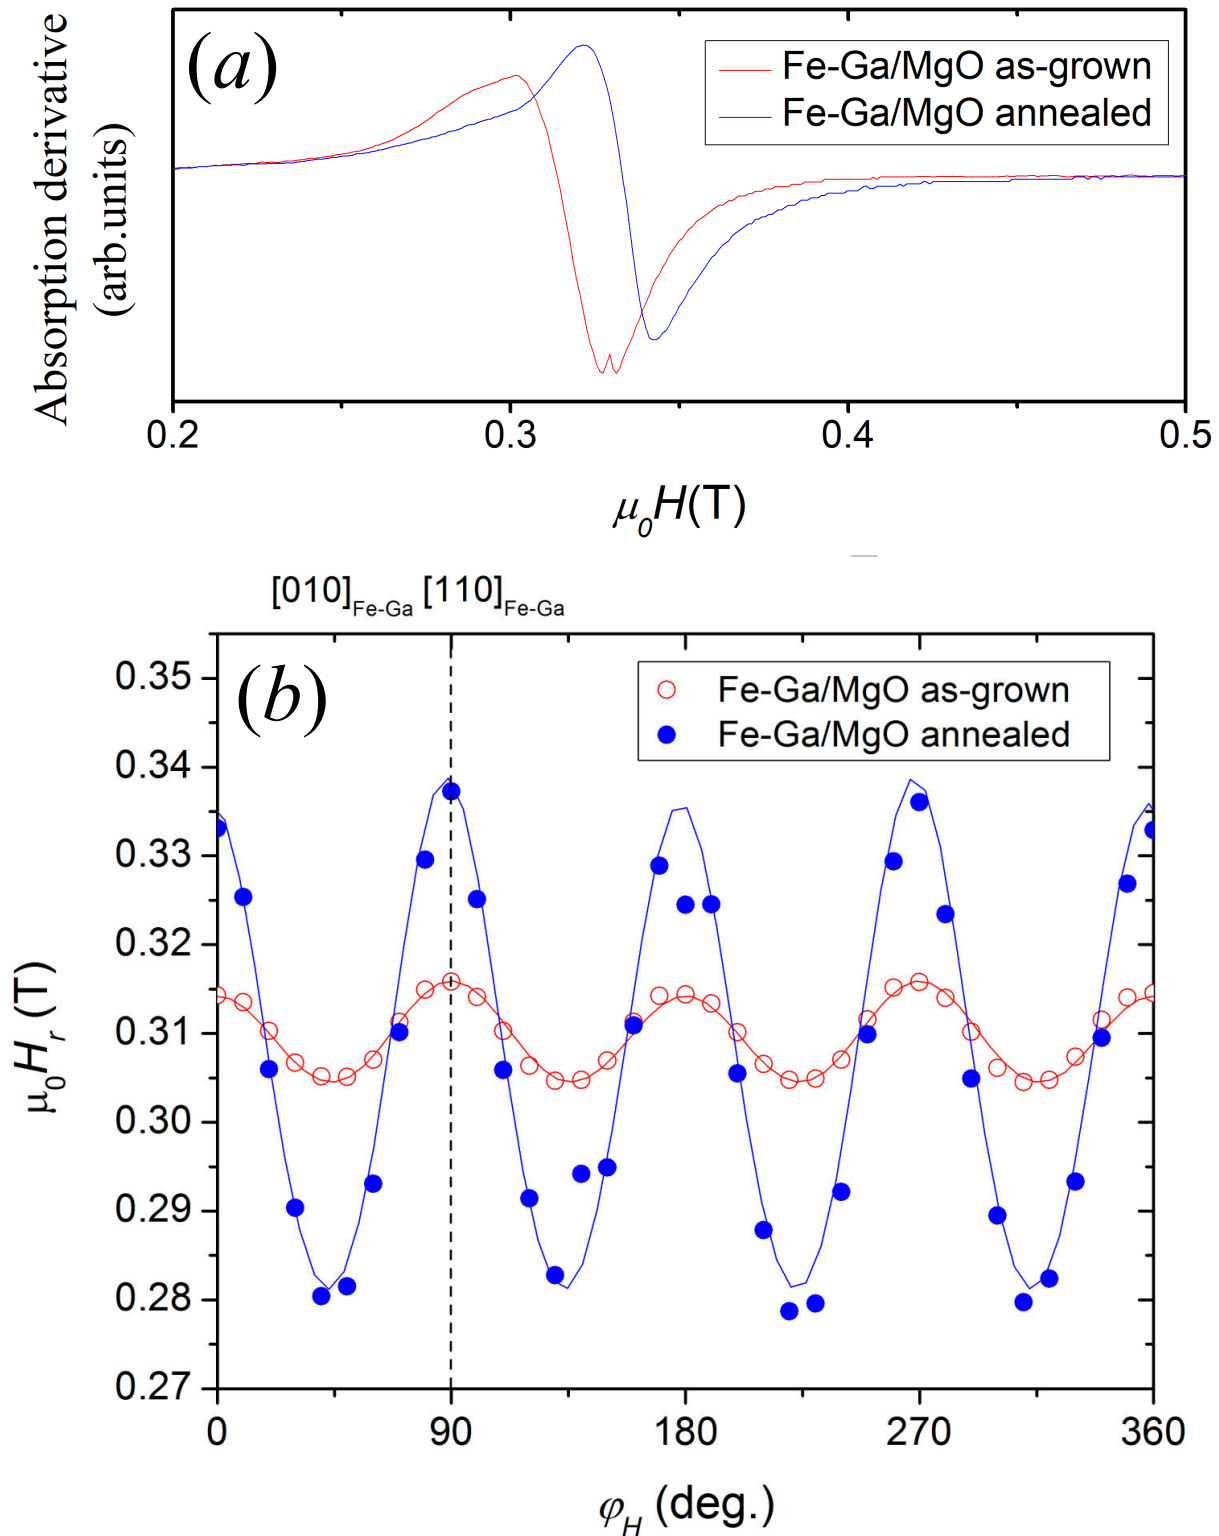 (a)
Fe-Ga/MgO as-grown
Fe-Ga/MgO annealed
Absorption derivative
(arb.units)
0.2 0.3 0.4 0.5
μ₀H(T)
[010]Fe-Ga [110]Fe-Ga
(b)
Fe-Ga/MgO as-grown
Fe-Ga/MgO annealed
0.35
0.34
0.33
0.32
0.31
0.30
0.29
0.28
0.27
μ₀Hᵣ (T)
0 90 180 270 360
φH (deg.)